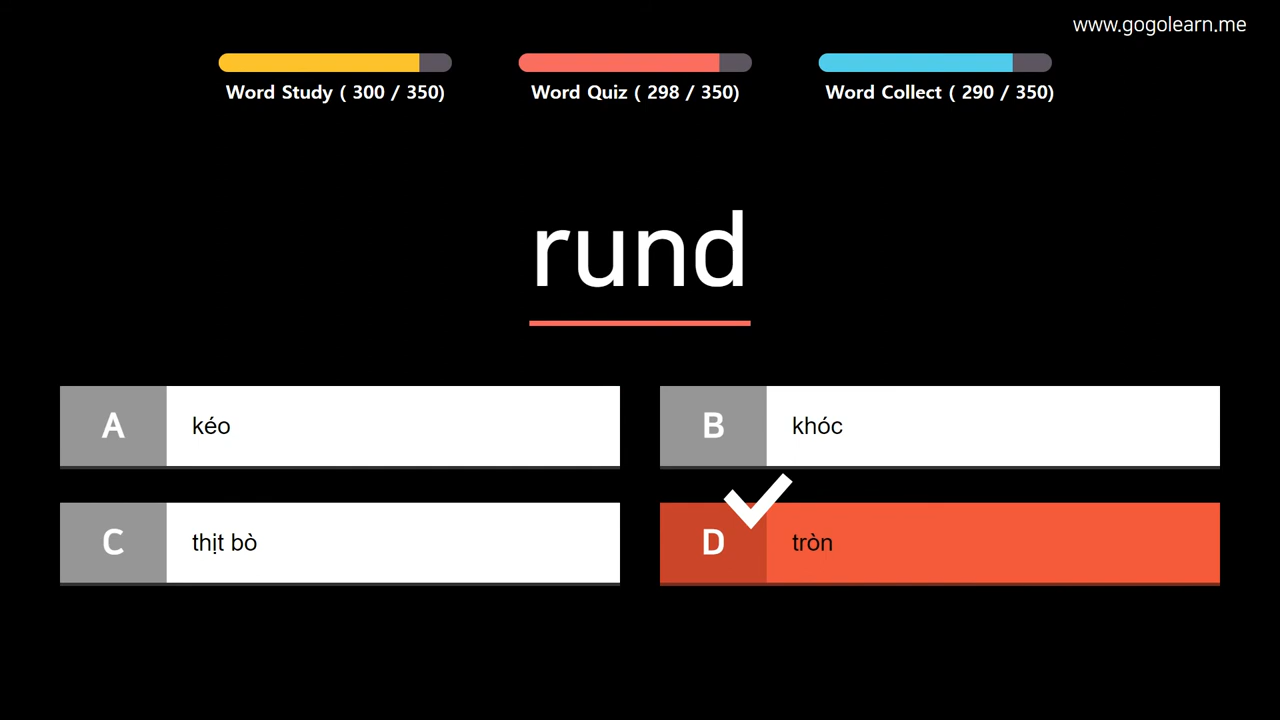 www.gogolearn.me
Word Study ( 300 / 350)
Word Quiz ( 298 / 350)
Word Collect ( 290 / 350)
rund
A kéo
B khóc
C thịt bò
D tròn